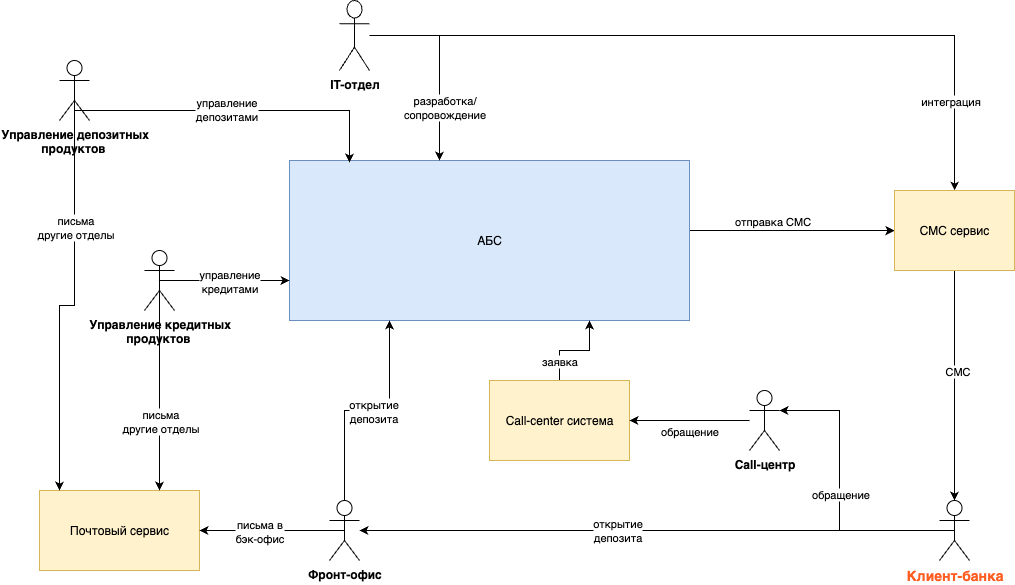 IT-отдел
управление
депозитами
разработка/
сопровождение
интеграция
Управление депозитных
продуктов
письма
другие отделы
АБС
отправка СМС
СМС сервис
управление
кредитами
Управление кредитных
продуктов
заявка
СМС
письма
другие отделы
открытие
депозита
Call-center система
обращение
Call-центр
обращение
Почтовый сервис
письма в
бэк-офис
открытие
депозита
Фронт-офис
Клиент-банка